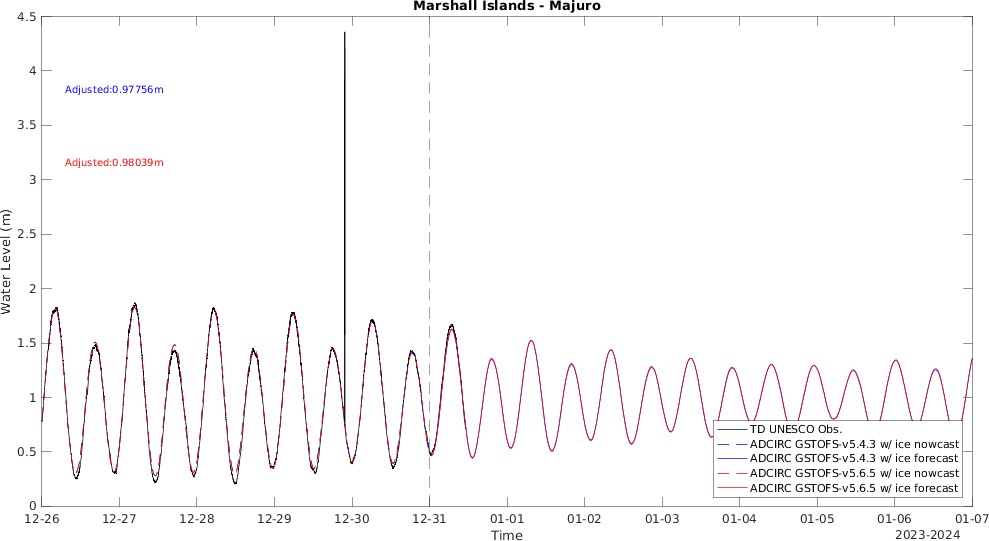 Marshall Islands - Majuro
4.5
4
3.5
3
2.5
2
1.5
1
0.5
0
Water Level (m)
Adjusted:0.97756m
Adjusted:0.98039m
TD UNESCO Obs.
ADCIRC GSTOFS-v5.4.3 w/ ice nowcast
ADCIRC GSTOFS-v5.4.3 w/ ice forecast
ADCIRC GSTOFS-v5.6.5 w/ ice nowcast
ADCIRC GSTOFS-v5.6.5 w/ ice forecast
12-26 12-27 12-28 12-29 12-30 12-31 01-01 01-02 01-03 01-04 01-05 01-06 01-07
Time
2023-2024